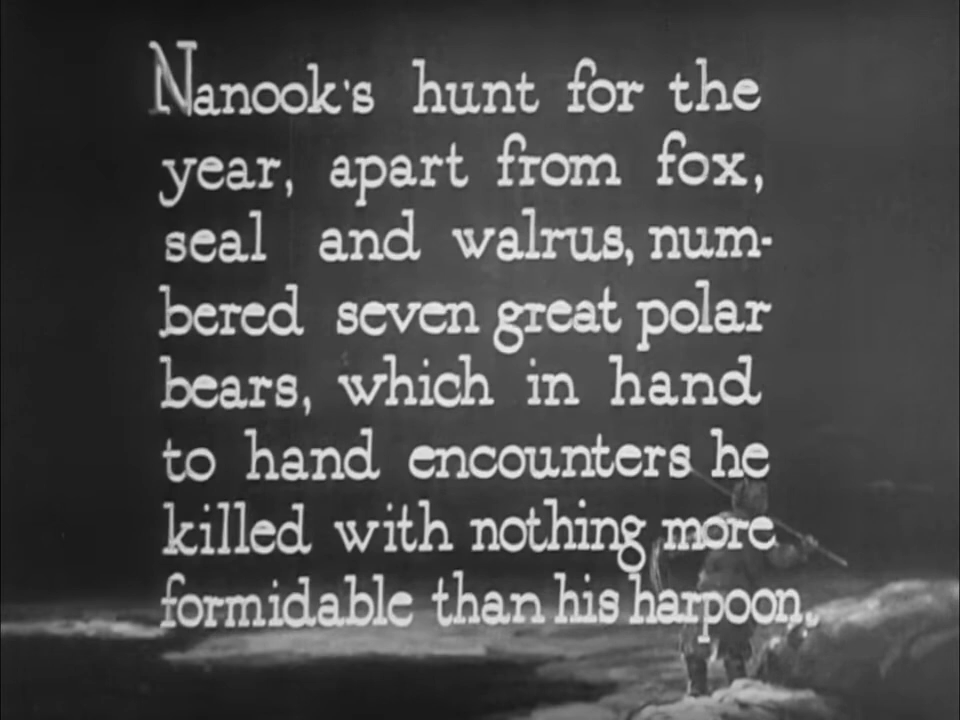 Nanook's hunt for the
year, apart from fox,
seal and walrus, num-
bered seven great polar
bears, which in hand
to hand encounters he
killed with nothing more
formidable than his harpoon.